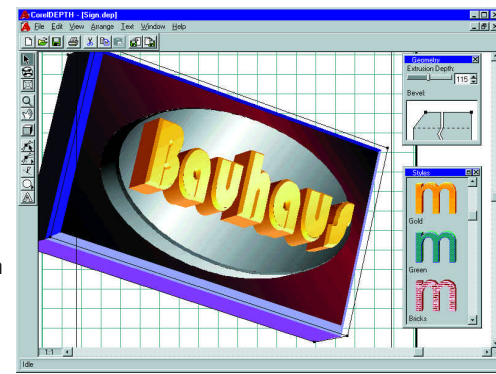 CorelDEPTH - [Sign.dep]
File Edit View Arrange Text Window Help
Geometry
Extrusion Depth:
115
Bevel:
Bauhaus
Styles
m
Gold
m
Green
m
Bricks
1:1
Idle